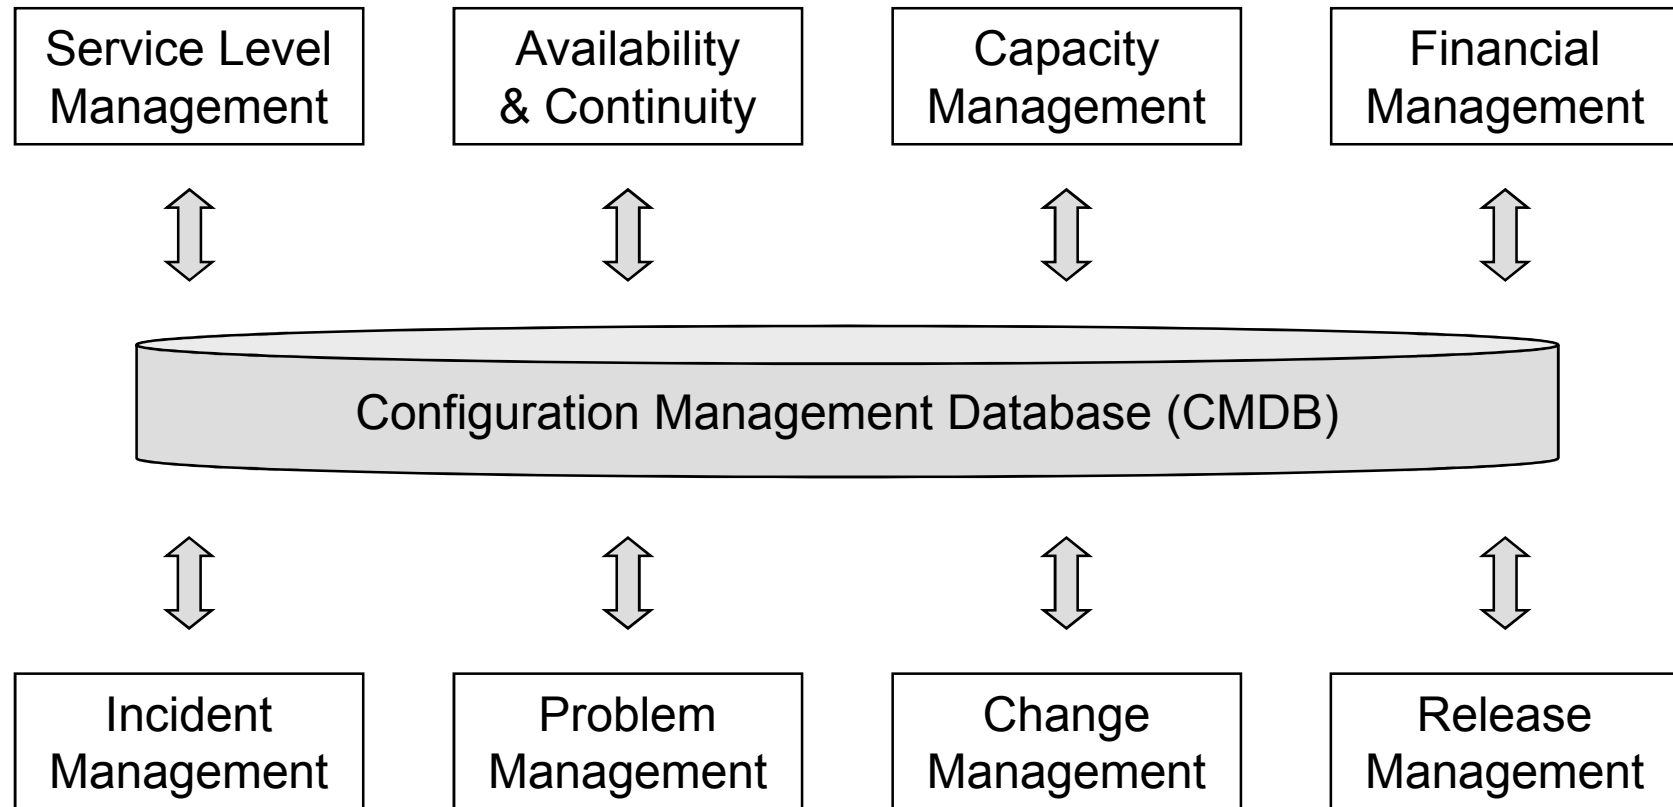 Service Level
Management
Availability
& Continuity
Capacity
Management
Financial
Management
Configuration Management Database (CMDB)
Incident
Management
Problem
Management
Change
Management
Release
Management